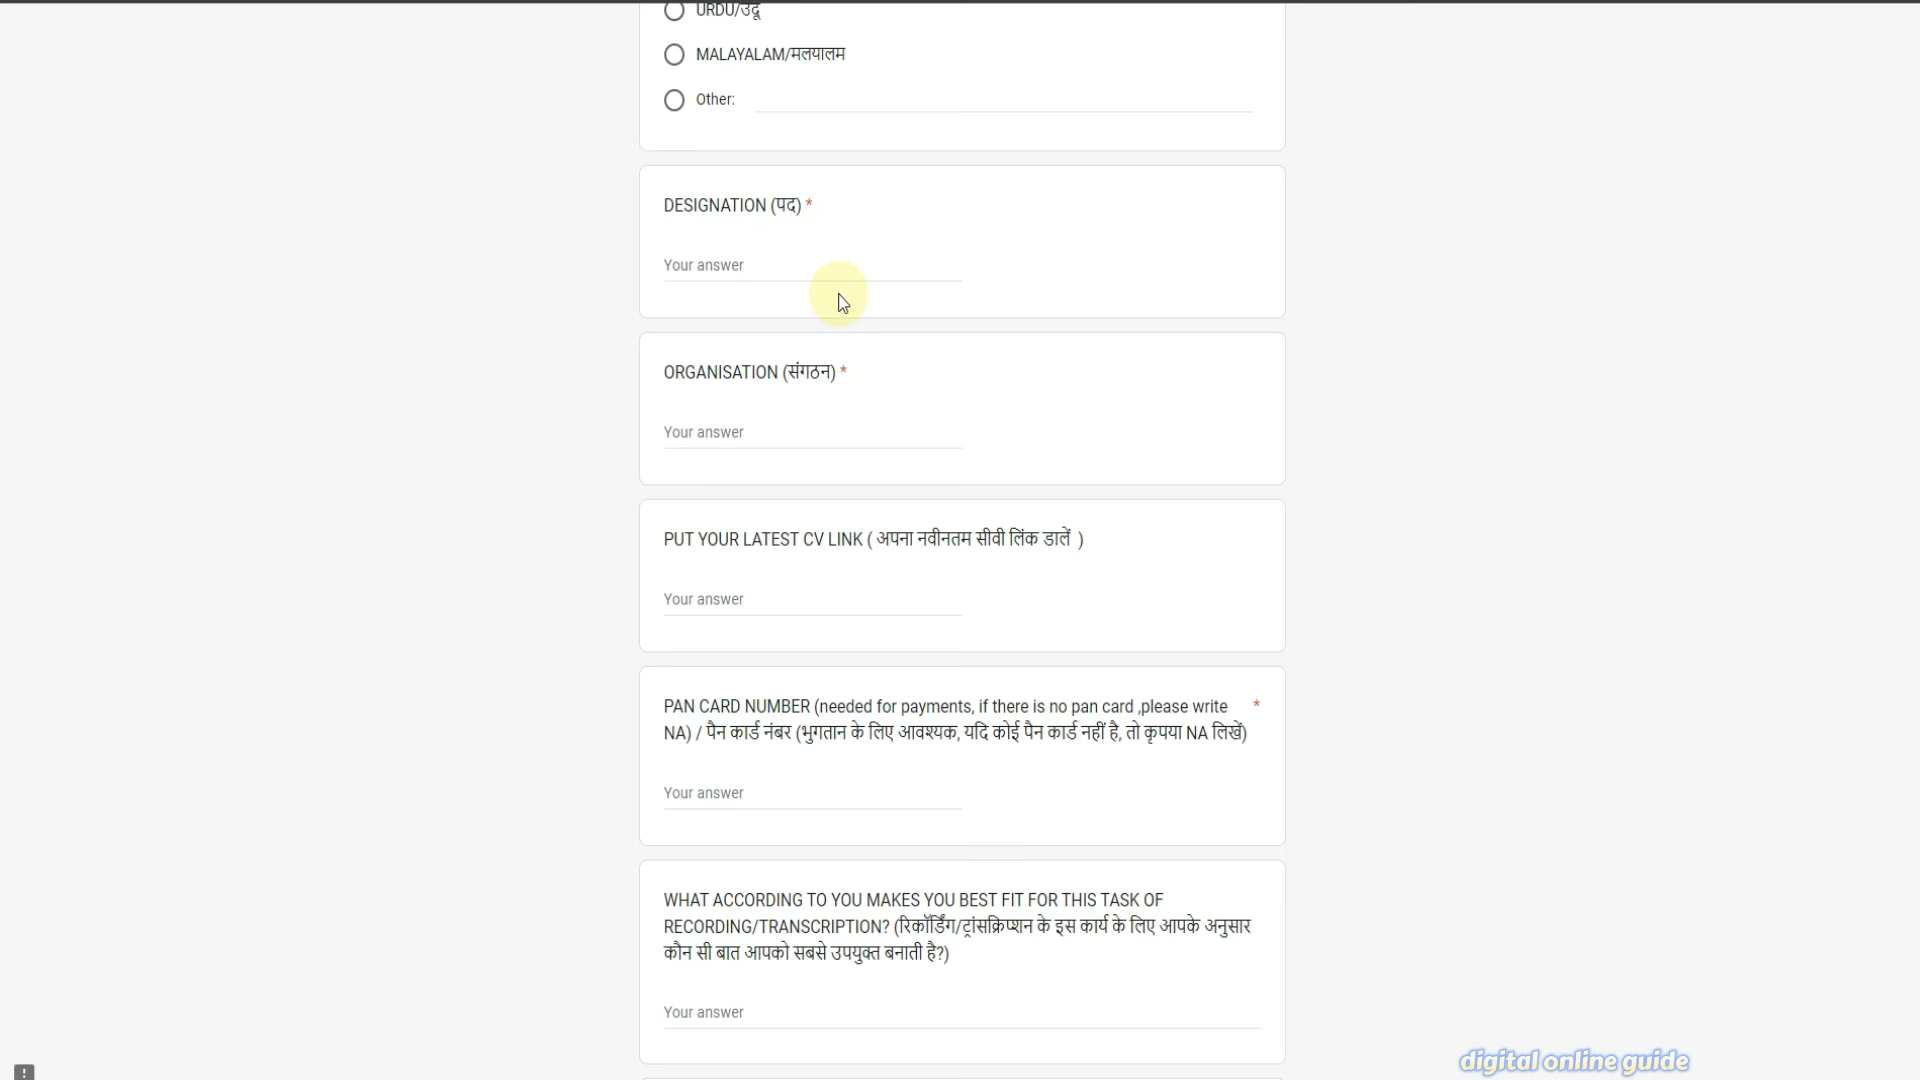 URDU/उर्दू
MALAYALAM/मलयालम
Other:
DESIGNATION (पद) *
Your answer
ORGANISATION (संगठन) *
Your answer
PUT YOUR LATEST CV LINK ( अपना नवीनतम सीवी लिंक डालें )
Your answer
PAN CARD NUMBER (needed for payments, if there is no pan card ,please write *
NA) / पैन कार्ड नंबर (भुगतान के लिए आवश्यक, यदि कोई पैन कार्ड नहीं है, तो कृपया NA लिखें)
Your answer
WHAT ACCORDING TO YOU MAKES YOU BEST FIT FOR THIS TASK OF
RECORDING/TRANSCRIPTION? (रिकॉर्डिंग/ट्रांसक्रिप्शन के इस कार्य के लिए आपके अनुसार
कौन सी बात आपको सबसे उपयुक्त बनाती है?)
Your answer
digital online guide